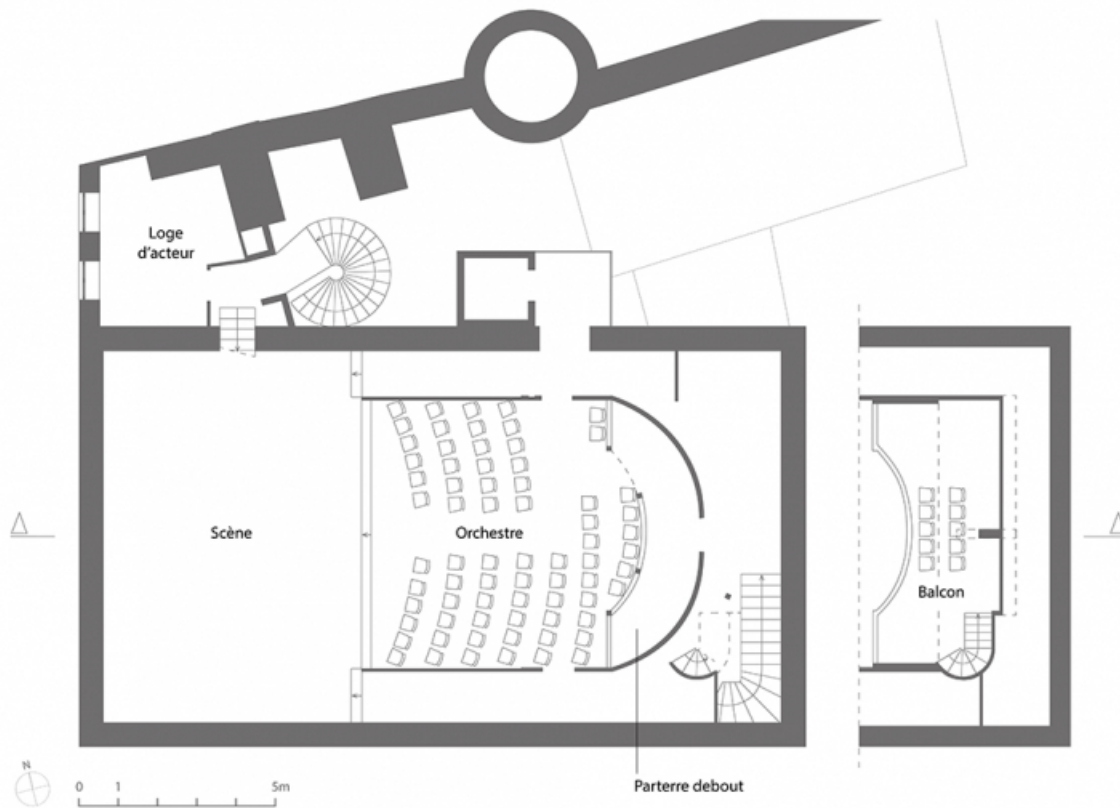 Loge
d'acteur
Scène
Orchestre
Balcon
Parterre debout
N
0 1 5m